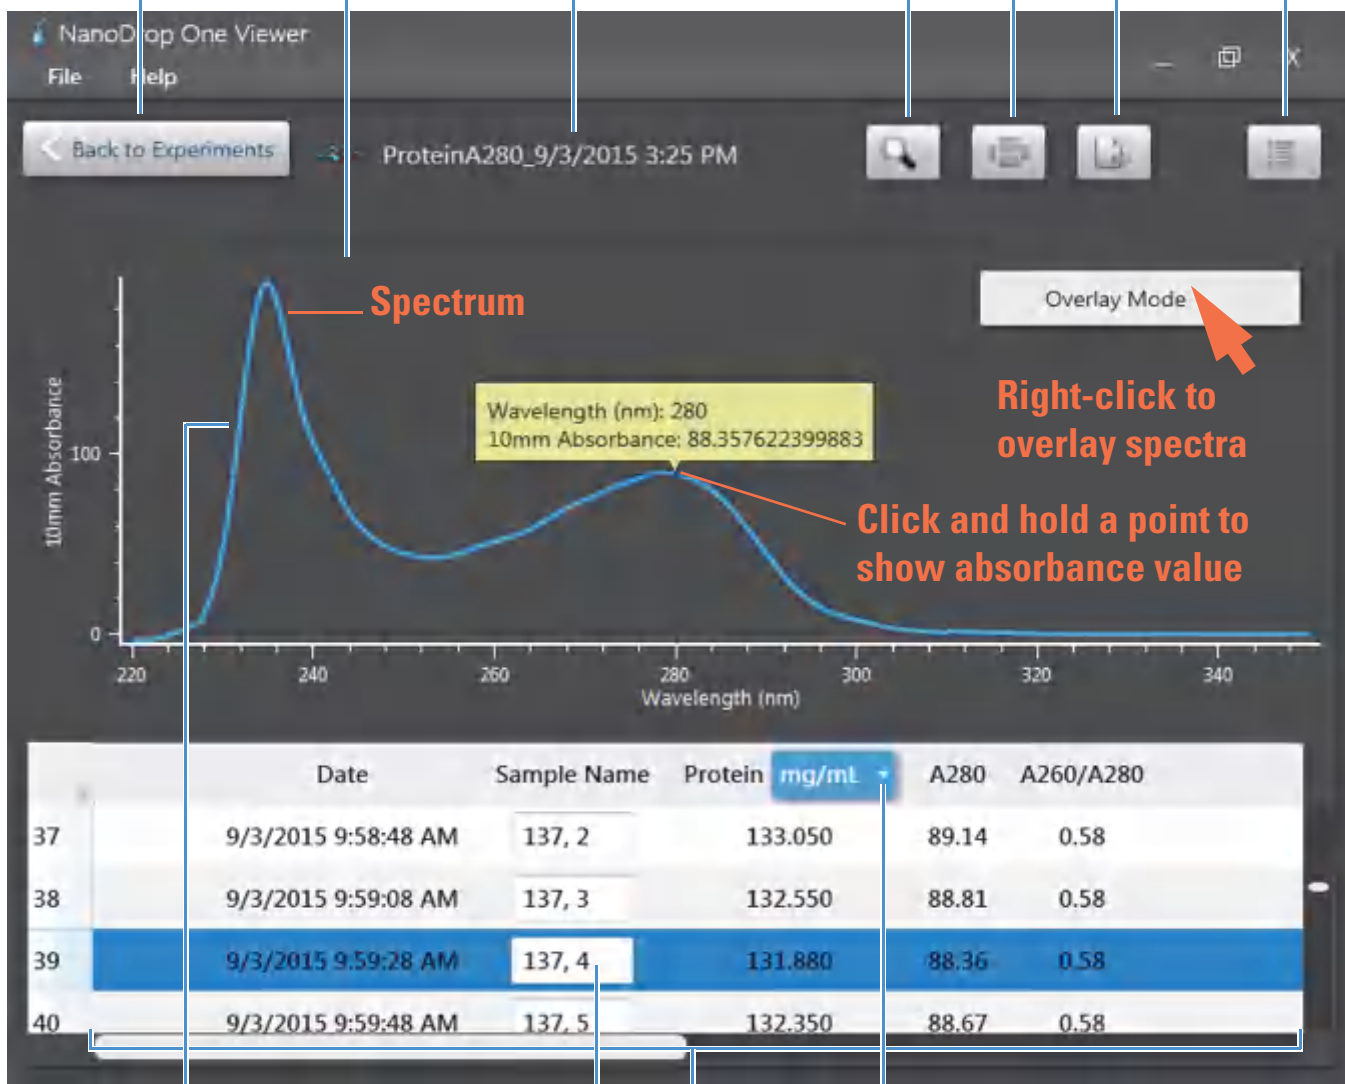 NanoDrop One Viewer
File Help
Back to Experiments
ProteinA280_9/3/2015 3:25 PM
Spectrum
Overlay Mode
Right-click to
overlay spectra
Wavelength (nm): 280
10mm Absorbance: 88.357622399883
Click and hold a point to
show absorbance value
10mm Absorbance
100
0
220 240 260 280 300 320 340
Wavelength (nm)
Date Sample Name Protein mg/mL A280 A260/A280
37 9/3/2015 9:58:48 AM 137, 2 133.050 89.14 0.58
38 9/3/2015 9:59:08 AM 137, 3 132.550 88.81 0.58
39 9/3/2015 9:59:28 AM 137, 4 131.880 88.36 0.58
40 9/3/2015 9:59:48 AM 137, 5 132.350 88.67 0.58